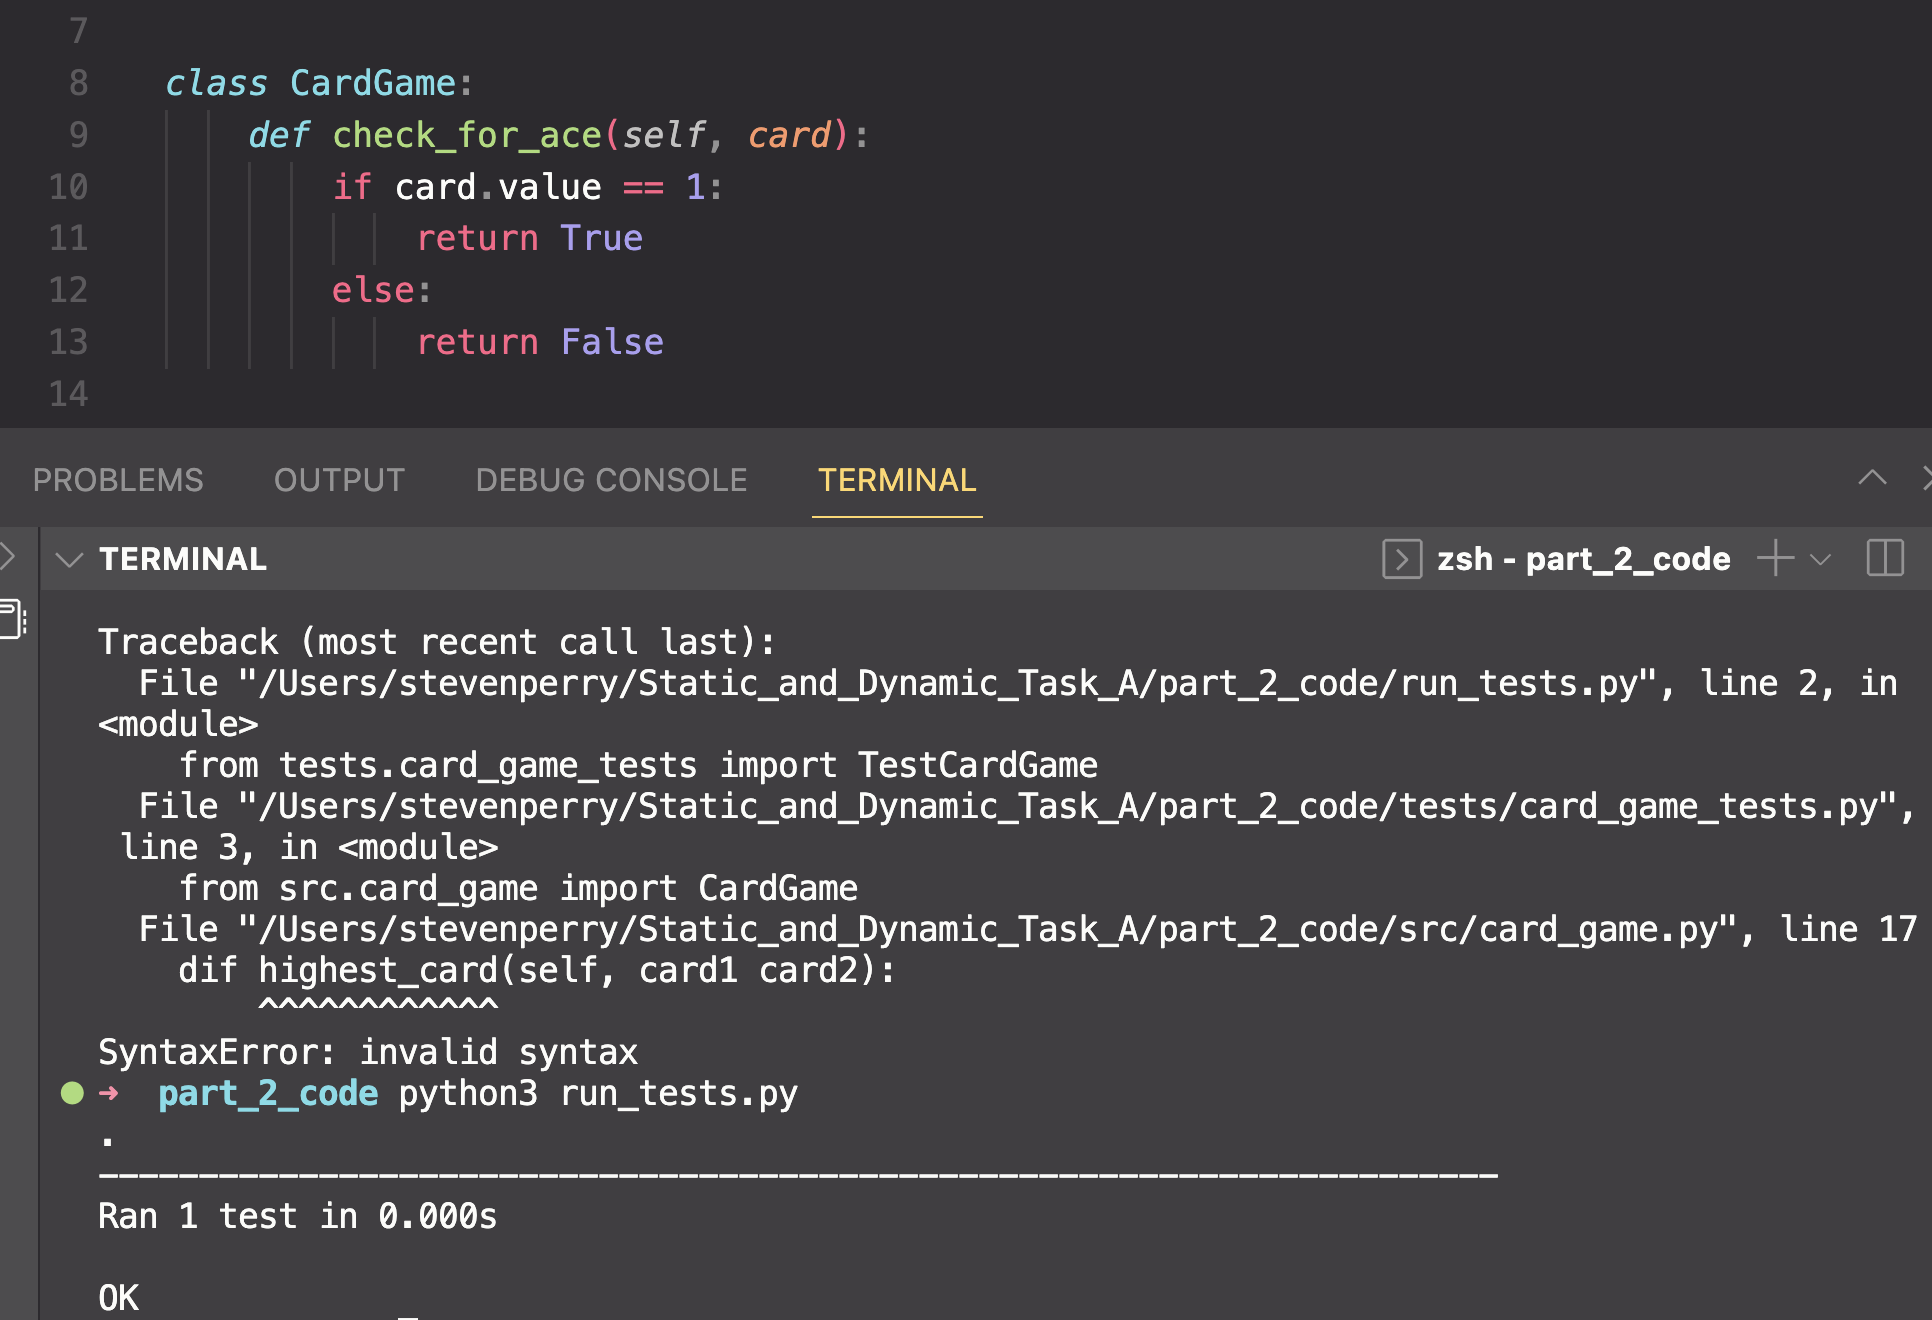 7
8 class CardGame:
9 def check_for_ace(self, card):
10 if card.value == 1:
11 return True
12 else:
13 return False
14
PROBLEMS OUTPUT DEBUG CONSOLE TERMINAL
TERMINAL zsh - part_2_code
Traceback (most recent call last):
File "/Users/stevenperry/Static_and_Dynamic_Task_A/part_2_code/run_tests.py", line 2, in
<module>
from tests.card_game_tests import TestCardGame
File "/Users/stevenperry/Static_and_Dynamic_Task_A/part_2_code/tests/card_game_tests.py",
line 3, in <module>
from src.card_game import CardGame
File "/Users/stevenperry/Static_and_Dynamic_Task_A/part_2_code/src/card_game.py", line 17
dif highest_card(self, card1 card2):
^^^^^^^^^^^^
SyntaxError: invalid syntax
➜ part_2_code python3 run_tests.py
.
----------------------------------------------------------------------
Ran 1 test in 0.000s
OK